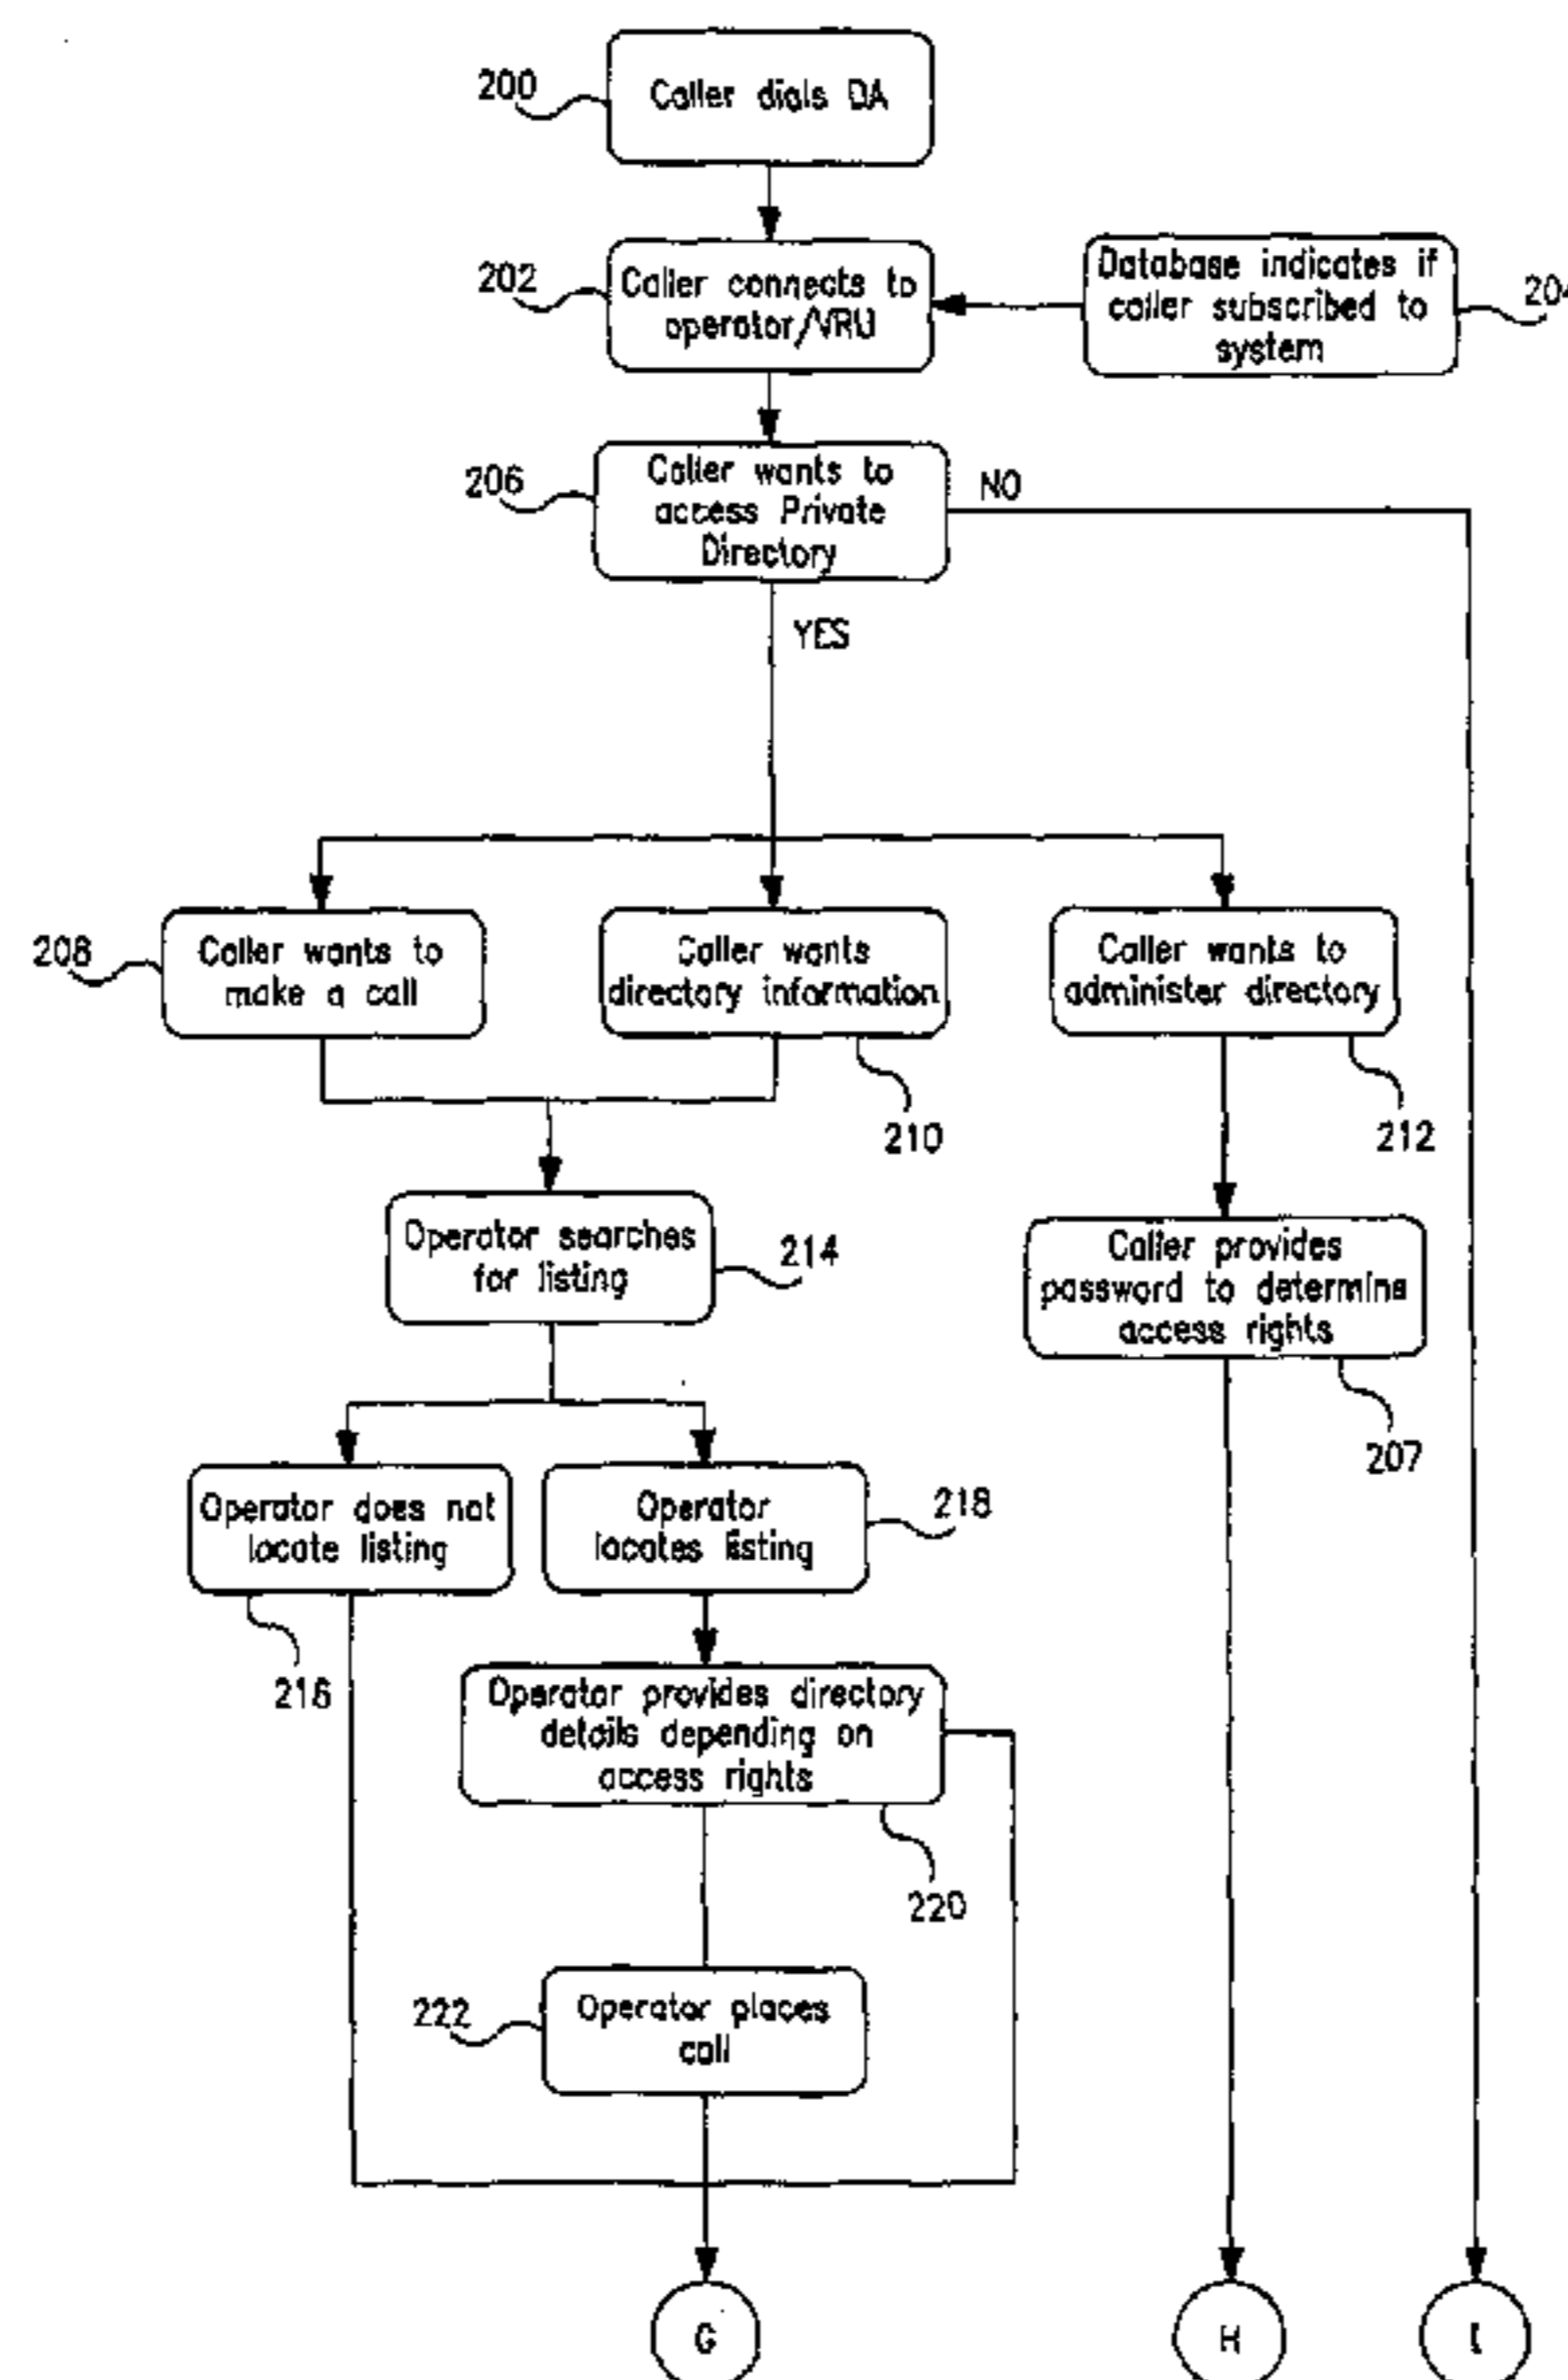 200
Caller dials DA
202
Caller connects to
operator/VRU
Database indicates if
caller subscribed to
system
204
206
Caller wants to
access Private
Directory
NO
YES
208
Caller wants to
make a call
Caller wants
directory information
210
Caller wants to
administer directory
212
Operator searches
for listing
214
Caller provides
password to determine
access rights
207
Operator does not
locate listing
216
Operator
locates listing
218
Operator provides directory
details depending on
access rights
220
222
Operator places
call
G
H
I